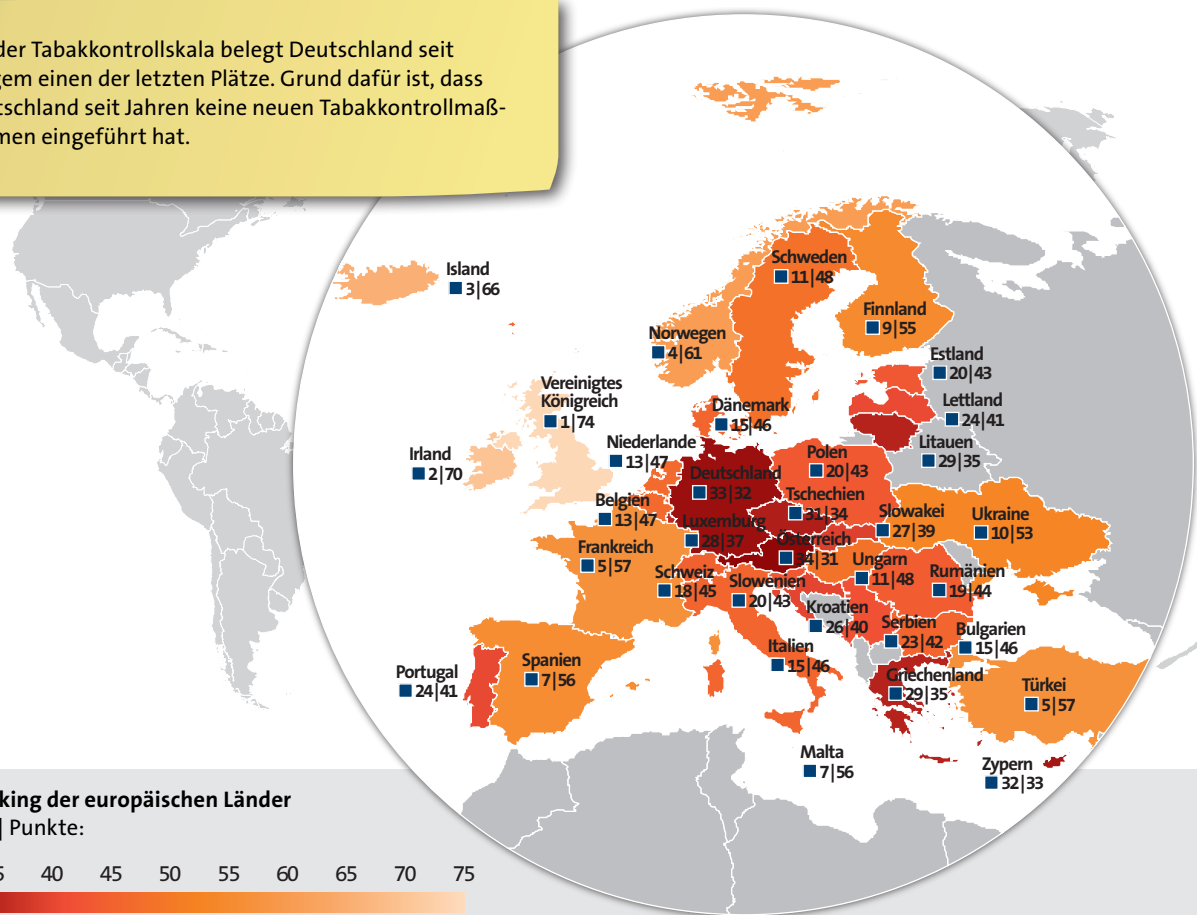 der Tabakkontrollskala belegt Deutschland seit
gem einen der letzten Plätze. Grund dafür ist, dass
tschland seit Jahren keine neuen Tabakkontrollmaß-
men eingeführt hat.
Island
3|66
Schweden
11|48
Finnland
9|55
Norwegen
4|61
Estland
20|43
Vereinigtes
Königreich
1|74
Dänemark
15|46
Lettland
24|41
Irland
2|70
Niederlande
13|47
Polen
20|43
Litauen
29|35
Deutschland
33|32
Belgien
13|47
Tschechien
31|34
Slowakei
27|39
Ukraine
10|53
Luxemburg
28|37
Österreich
34|31
Frankreich
5|57
Ungarn
11|48
Rumänien
19|44
Schweiz
18|45
Slowenien
20|43
Kroatien
26|40
Serbien
23|42
Bulgarien
15|46
Italien
15|46
Portugal
24|41
Spanien
7|56
Griechenland
29|35
Türkei
5|57
Malta
7|56
Zypern
32|33
king der europäischen Länder
| Punkte:
5 40 45 50 55 60 65 70 75